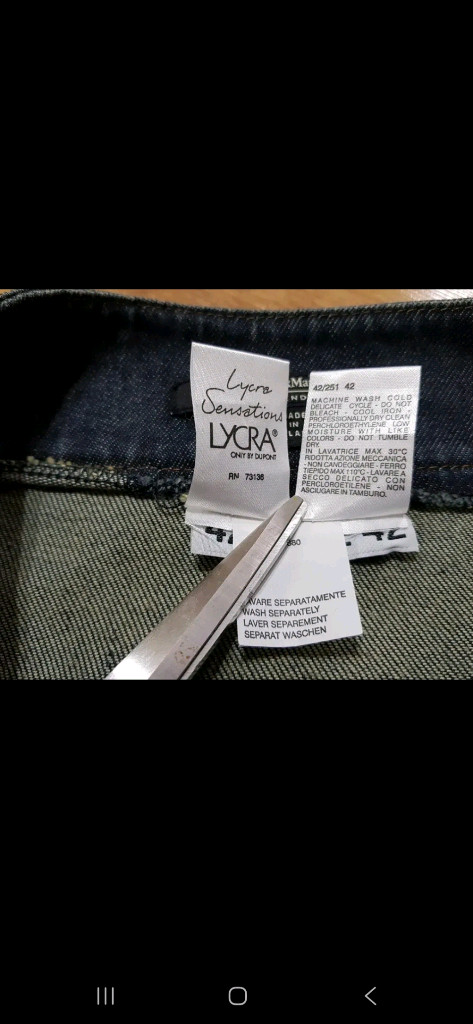 Lycra
Sensations
LYCRA®
ONLY BY DUPONT
RN 73136
42/251 42
MACHINE WASH COLD
DELICATE CYCLE - DO NOT
BLEACH - COOL IRON -
PROFESSIONALLY DRY CLEAN
PERCHLOROETHYLENE LOW
MOISTURE WITH LIKE
COLORS - DO NOT TUMBLE
DRY.
IN LAVATRICE MAX 30°C
RDOTTA AZIONE MECCANICA
- NON CANDEGGIARE - FERRO
TIEPIDO MAX 110°C - LAVARE A
SECCO DELICATO CON
PERCLOROETILENE - NON
ASCIUGARE IN TAMBURO.
42
AVARE SEPARATAMENTE
WASH SEPARATELY
LAVER SEPAREMENT
SEPARAT WASCHEN